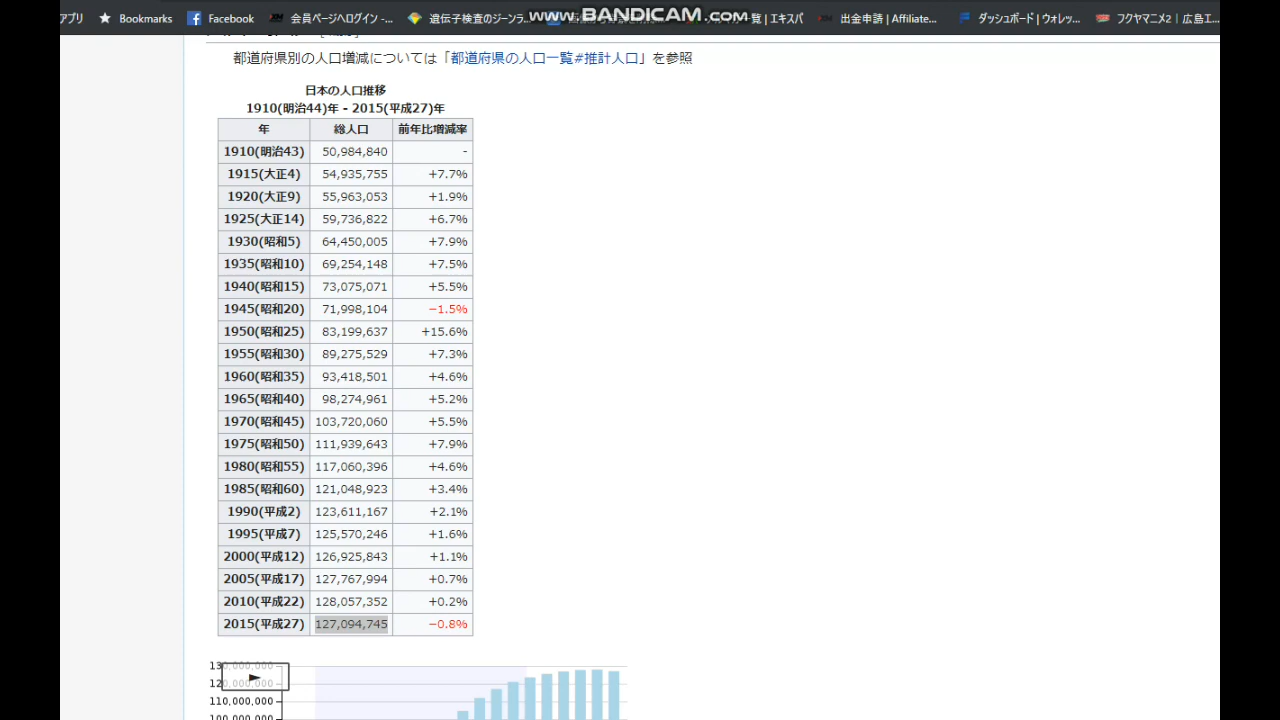 アプリ Bookmarks Facebook 会員ページへログイン -... 遺伝子検査のジーンラ... 覧 | エキスパ 出金申請 | Affiliate... ダッシュボード | ウォレッ... フクヤマニメ2 | 広島エ...
www.BANDICAM.com
都道府県別の人口増減については「都道府県の人口一覧#推計人口」を参照
日本の人口推移
1910(明治44)年 - 2015(平成27)年
年 総人口 前年比増減率
1910(明治43) 50,984,840 -
1915(大正4) 54,935,755 +7.7%
1920(大正9) 55,963,053 +1.9%
1925(大正14) 59,736,822 +6.7%
1930(昭和5) 64,450,005 +7.9%
1935(昭和10) 69,254,148 +7.5%
1940(昭和15) 73,075,071 +5.5%
1945(昭和20) 71,998,104 −1.5%
1950(昭和25) 83,199,637 +15.6%
1955(昭和30) 89,275,529 +7.3%
1960(昭和35) 93,418,501 +4.6%
1965(昭和40) 98,274,961 +5.2%
1970(昭和45) 103,720,060 +5.5%
1975(昭和50) 111,939,643 +7.9%
1980(昭和55) 117,060,396 +4.6%
1985(昭和60) 121,048,923 +3.4%
1990(平成2) 123,611,167 +2.1%
1995(平成7) 125,570,246 +1.6%
2000(平成12) 126,925,843 +1.1%
2005(平成17) 127,767,994 +0.7%
2010(平成22) 128,057,352 +0.2%
2015(平成27) 127,094,745 −0.8%
130,000,000
120,000,000
110,000,000
100,000,000